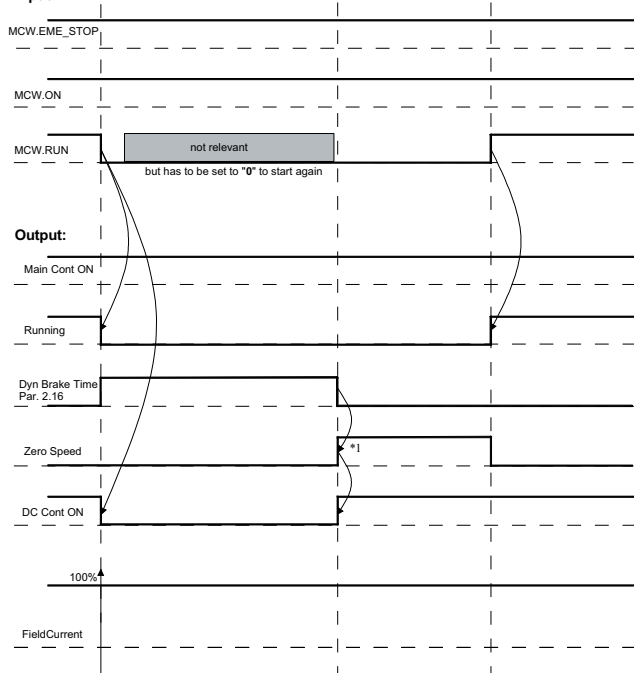 MCW.EME_STOP
MCW.ON
MCW.RUN
not relevant
but has to be set to "0" to start again
Output:
Main Cont ON
Running
Dyn Brake Time
Par. 2.16
Zero Speed
*1
DC Cont ON
100%
FieldCurrent